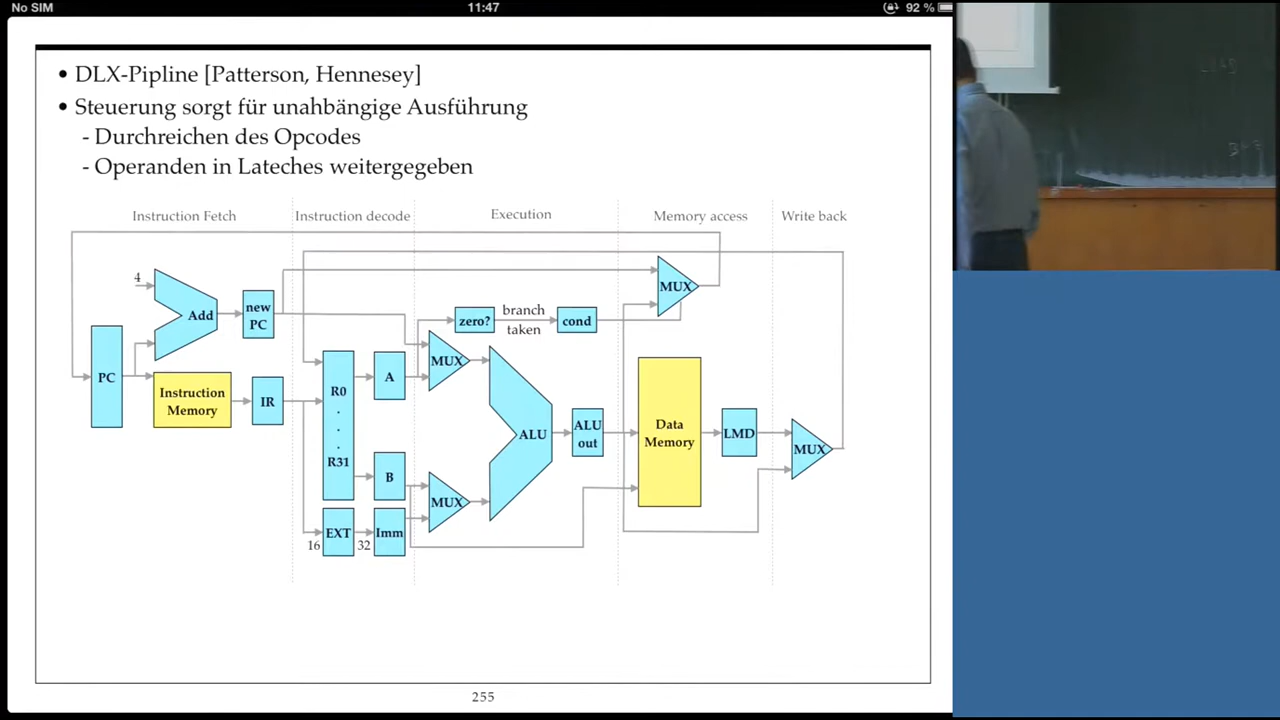 No SIM
11:47
92 %
• DLX-Pipline [Patterson, Hennesey]
• Steuerung sorgt für unahbängige Ausführung
- Durchreichen des Opcodes
- Operanden in Lateches weitergegeben
Instruction Fetch
Instruction decode
Execution
Memory access
Write back
4
Add
new
PC
PC
Instruction
Memory
IR
R0
.
.
.
R31
A
B
EXT
Imm
16
32
zero?
branch
taken
cond
MUX
MUX
MUX
ALU
ALU
out
Data
Memory
LMD
MUX
255